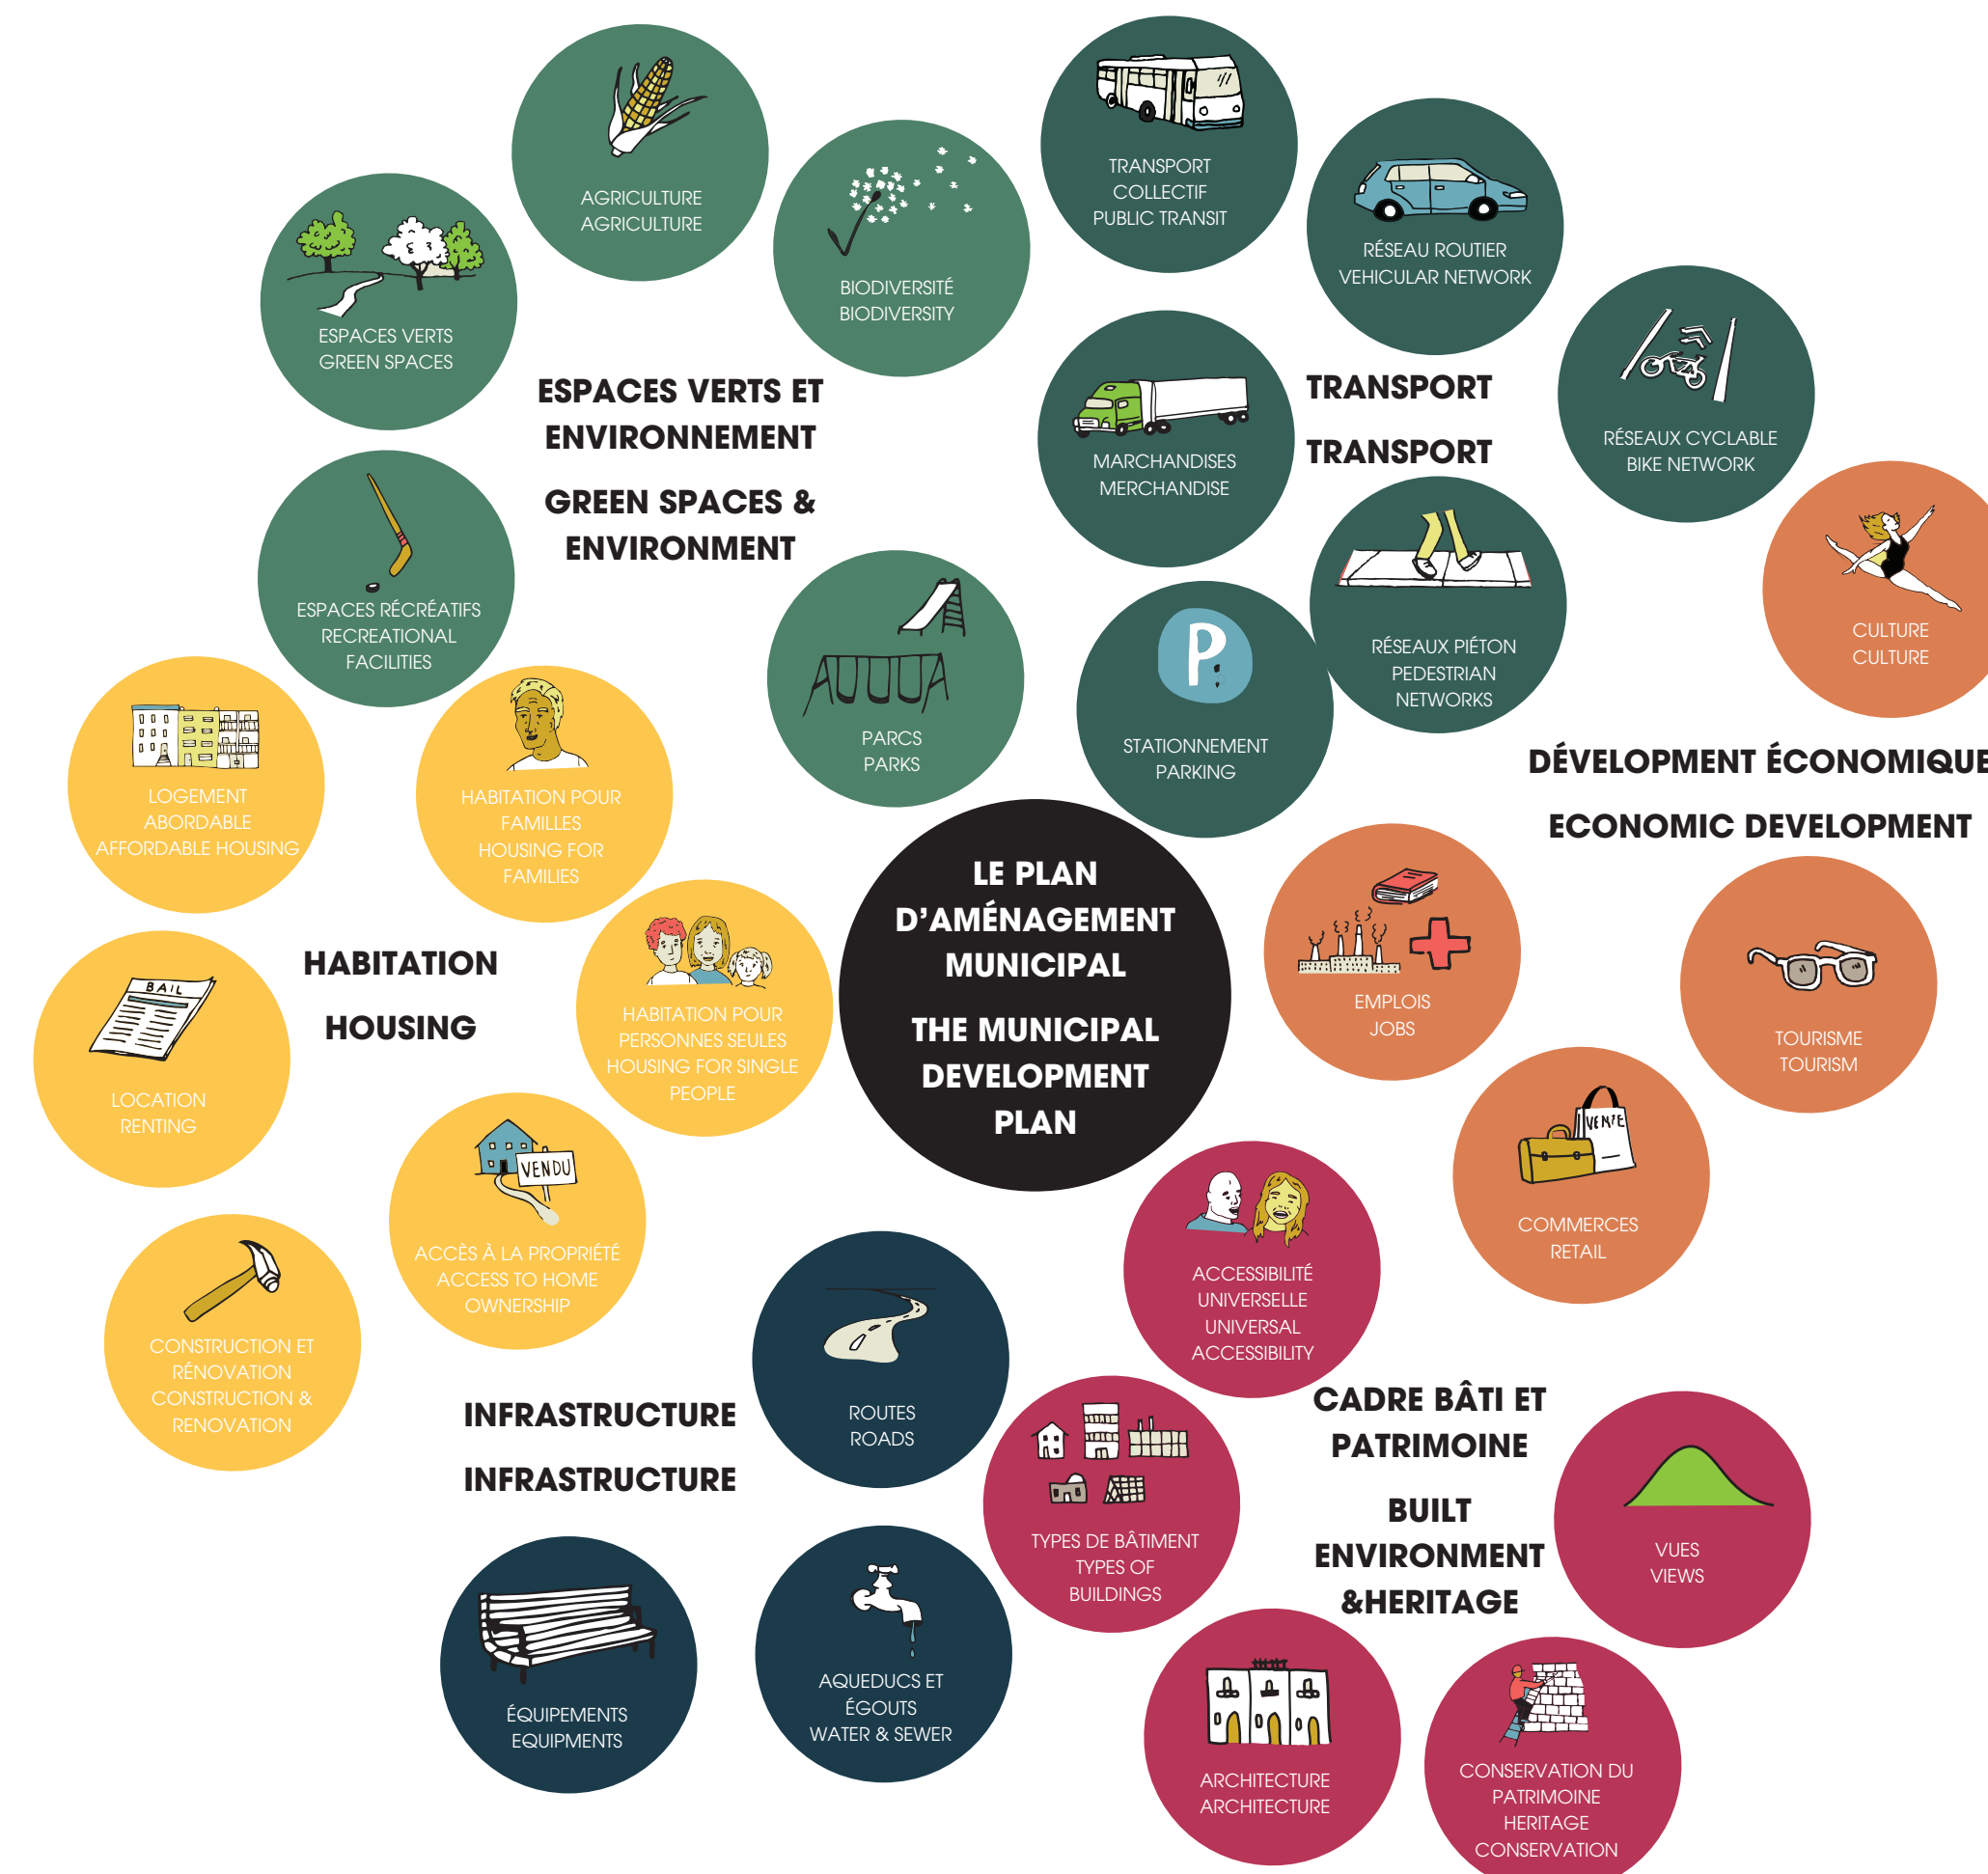 AGRICULTURE
AGRICULTURE
BIODIVERSITÉ
BIODIVERSITY
ESPACES VERTS
GREEN SPACES
ESPACES VERTS ET
ENVIRONNEMENT
GREEN SPACES &
ENVIRONMENT
ESPACES RÉCRÉATIFS
RECREATIONAL
FACILITIES
PARCS
PARKS
TRANSPORT
COLLECTIF
PUBLIC TRANSIT
RÉSEAU ROUTIER
VEHICULAR NETWORK
MARCHANDISES
MERCHANDISE
TRANSPORT
TRANSPORT
RÉSEAUX CYCLABLE
BIKE NETWORK
P
STATIONNEMENT
PARKING
RÉSEAUX PIÉTON
PEDESTRIAN
NETWORKS
CULTURE
CULTURE
DÉVELOPMENT ÉCONOMIQUE
ECONOMIC DEVELOPMENT
EMPLOIS
JOBS
TOURISME
TOURISM
VENTE
COMMERCES
RETAIL
LE PLAN
D'AMÉNAGEMENT
MUNICIPAL
THE MUNICIPAL
DEVELOPMENT
PLAN
LOGEMENT
ABORDABLE
AFFORDABLE HOUSING
HABITATION POUR
FAMILLES
HOUSING FOR
FAMILIES
HABITATION
HOUSING
HABITATION POUR
PERSONNES SEULES
HOUSING FOR SINGLE
PEOPLE
BAIL
LOCATION
RENTING
VENDU
ACCÈS À LA PROPRIÉTÉ
ACCESS TO HOME
OWNERSHIP
CONSTRUCTION ET
RÉNOVATION
CONSTRUCTION &
RENOVATION
INFRASTRUCTURE
INFRASTRUCTURE
ROUTES
ROADS
ÉQUIPEMENTS
EQUIPMENTS
AQUEDUCS ET
ÉGOUTS
WATER & SEWER
ACCESSIBILITÉ
UNIVERSELLE
UNIVERSAL
ACCESSIBILITY
TYPES DE BÂTIMENT
TYPES OF
BUILDINGS
CADRE BÂTI ET
PATRIMOINE
BUILT
ENVIRONMENT
&HERITAGE
VUES
VIEWS
ARCHITECTURE
ARCHITECTURE
CONSERVATION DU
PATRIMOINE
HERITAGE
CONSERVATION